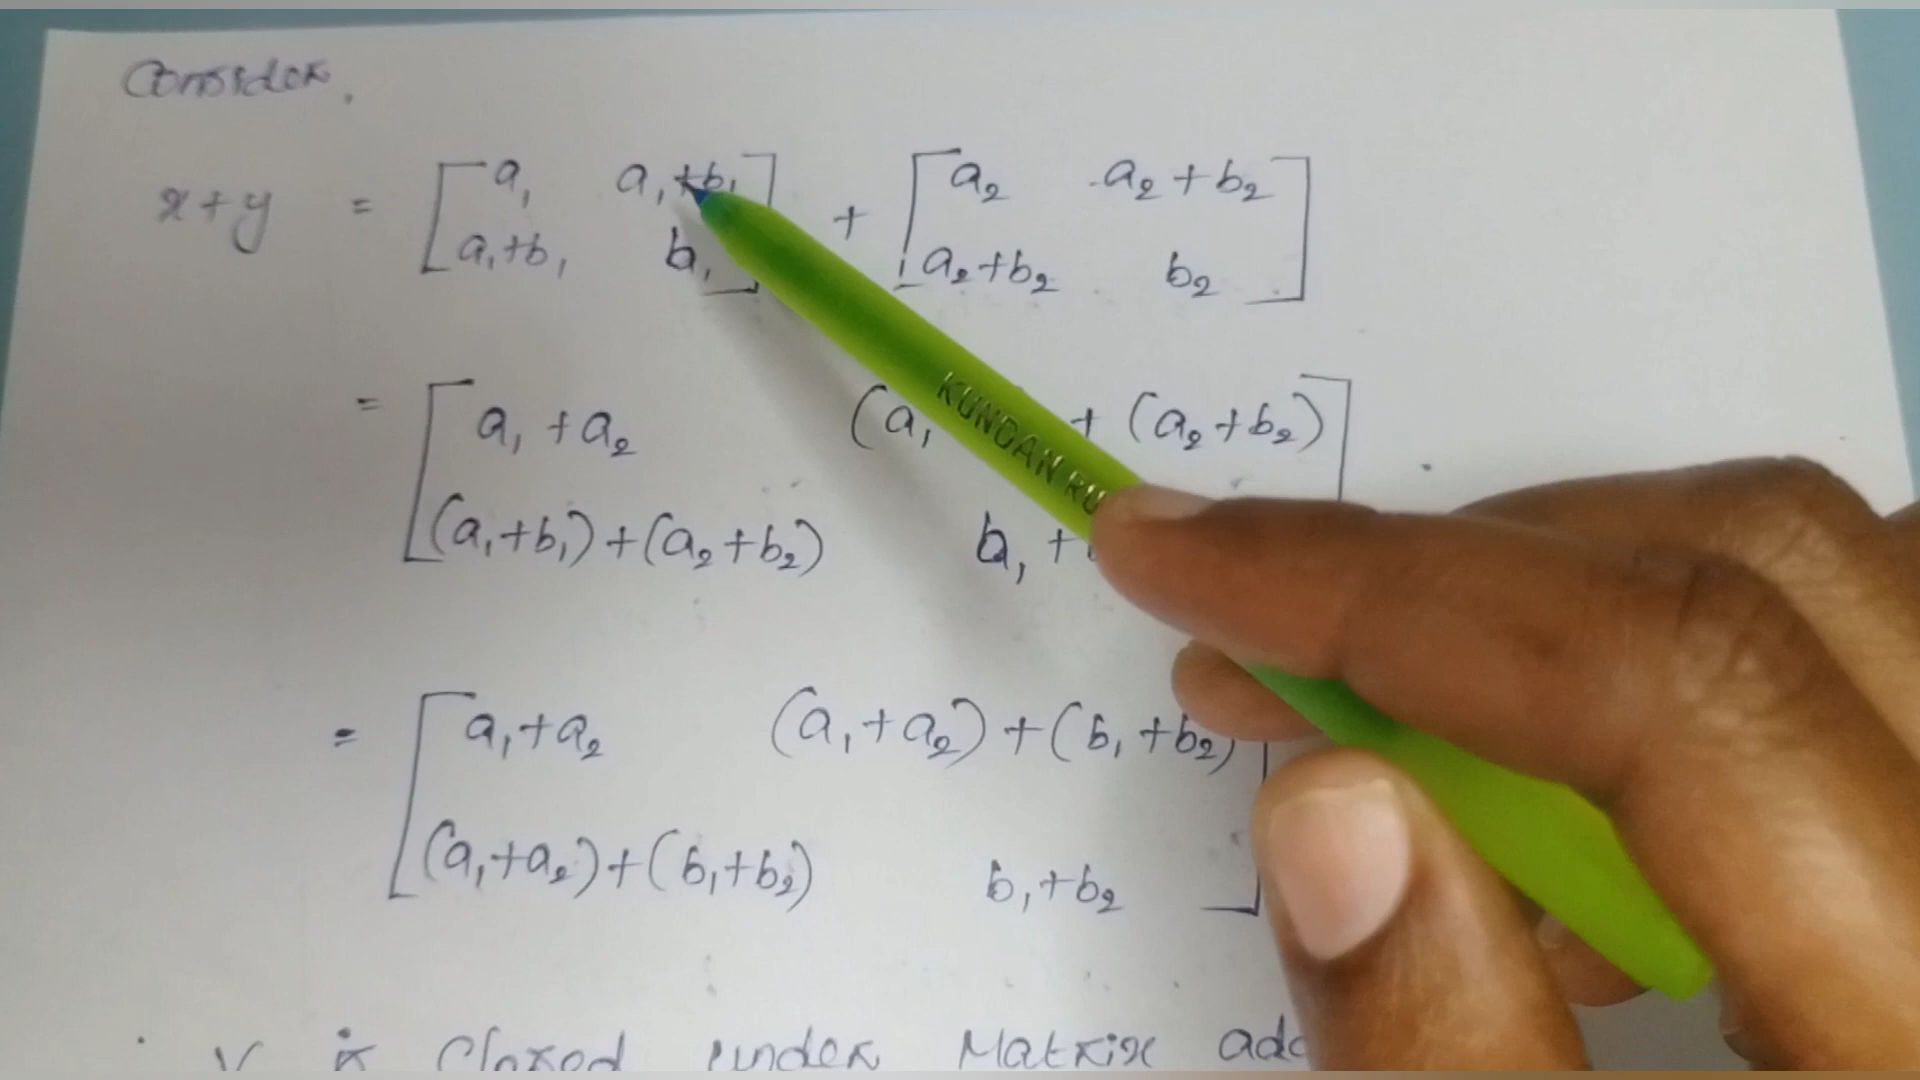 Consider,
x+y = [ a₁ a₁+b₁ ] + [ a₂ a₂+b₂ ]
a₁+b₁ b₁ a₂+b₂ b₂
= [ a₁+a₂ (a₁ + (a₂+b₂) ]
(a₁+b₁)+(a₂+b₂) b₁+
KUNDAN RU
= [ a₁+a₂ (a₁+a₂)+(b₁+b₂) ]
(a₁+a₂)+(b₁+b₂) b₁+b₂
V is closed under Matrix add